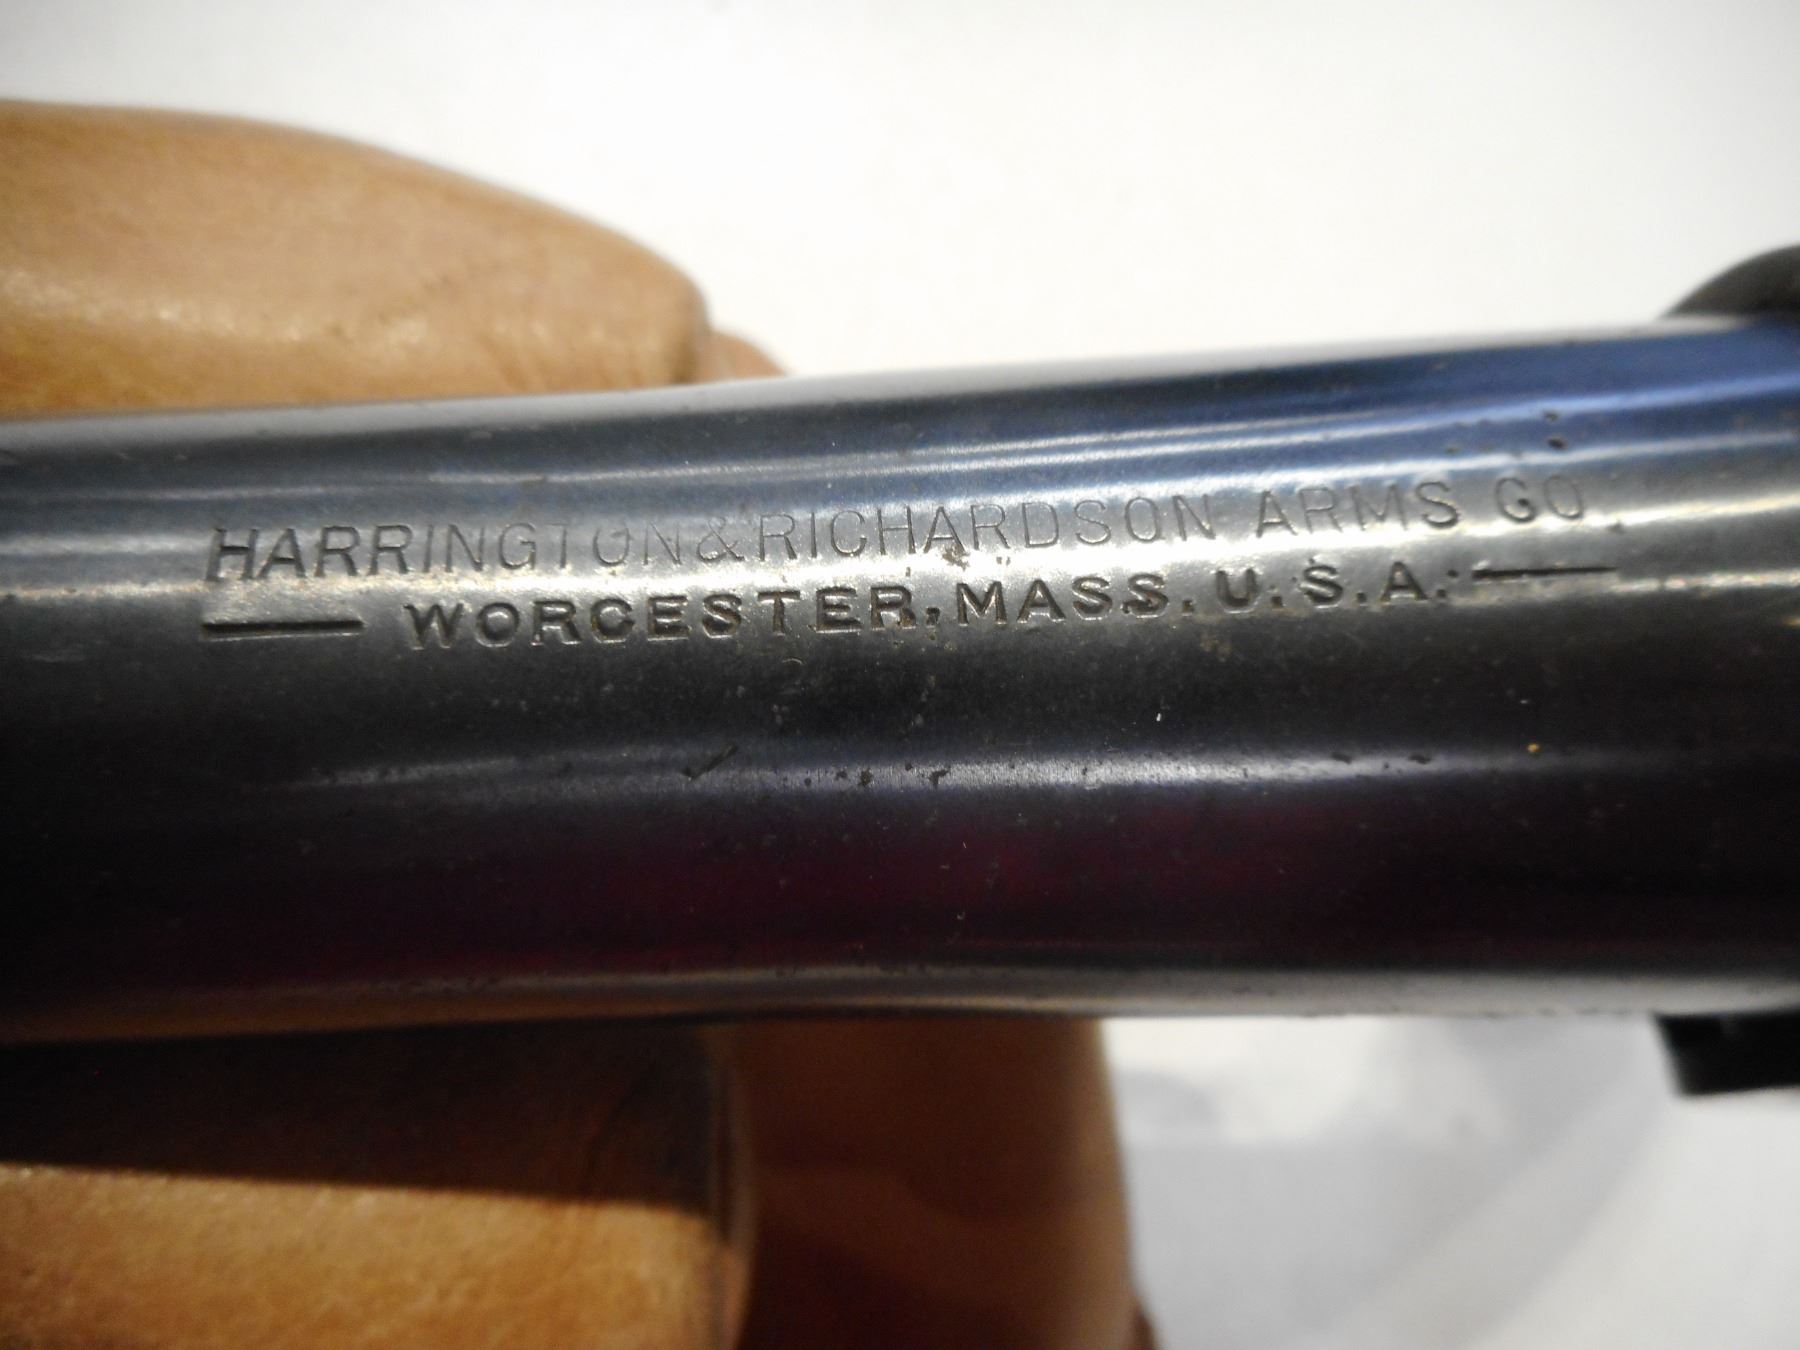 HARRINGTON & RICHARDSON ARMS CO.
— WORCESTER, MASS. U.S.A. —